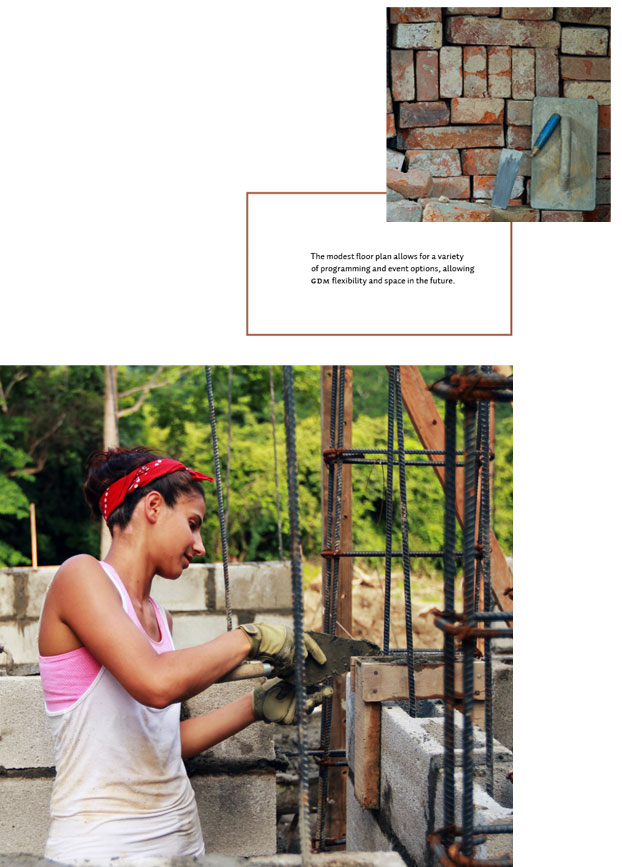 The modest floor plan allows for a variety
of programming and event options, allowing
GDM flexibility and space in the future.